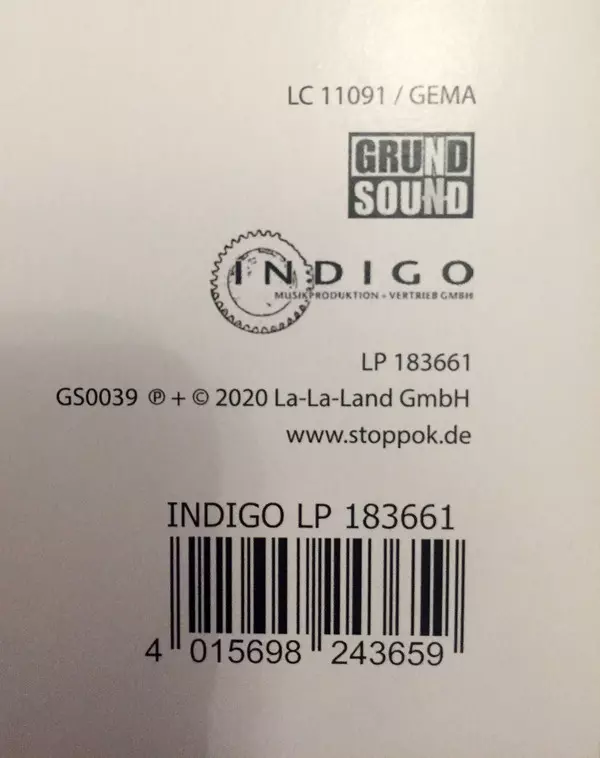 LC 11091 / GEMA
GRUND
SOUND
INDIGO
MUSIKPRODUKTION + VERTRIEB GMBH
LP 183661
GS0039 ℗ + © 2020 La-La-Land GmbH
www.stoppok.de
INDIGO LP 183661
4 015698 243659